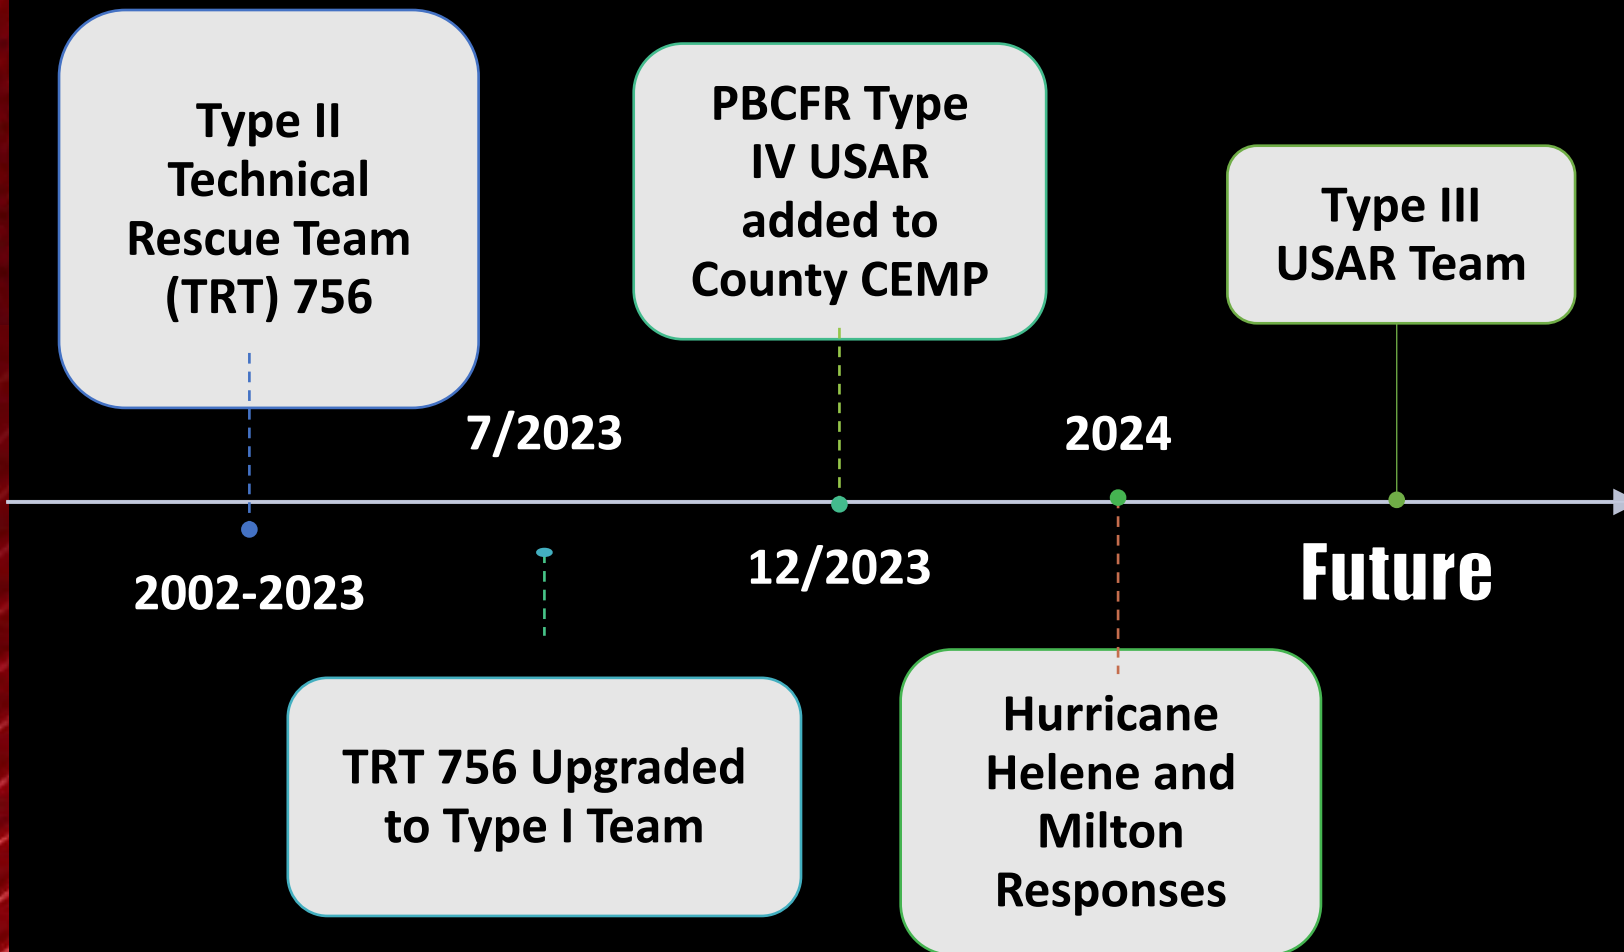 Type II
Technical
Rescue Team
(TRT) 756
2002-2023
7/2023
TRT 756 Upgraded
to Type I Team
PBCFR Type
IV USAR
added to
County CEMP
12/2023
2024
Hurricane
Helene and
Milton
Responses
Type III
USAR Team
Future